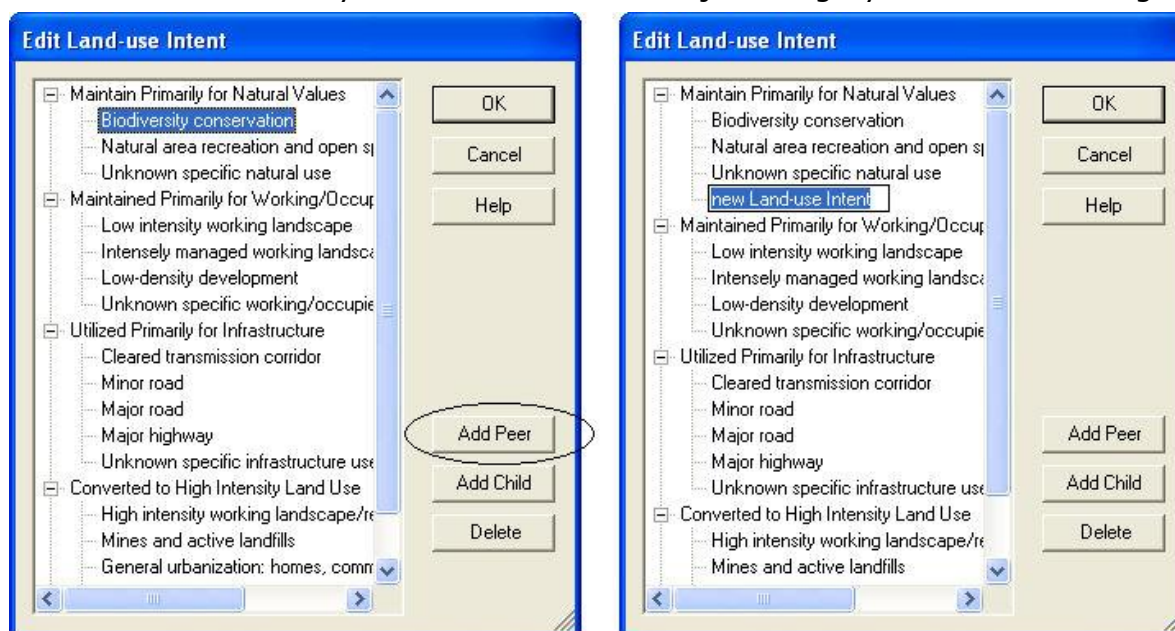 Edit Land-use Intent
Maintain Primarily for Natural Values
Biodiversity conservation
Natural area recreation and open sp
Unknown specific natural use
Maintained Primarily for Working/Occup
Low intensity working landscape
Intensely managed working landsca
Low-density development
Unknown specific working/occupie
Utilized Primarily for Infrastructure
Cleared transmission corridor
Minor road
Major road
Major highway
Unknown specific infrastructure use
Converted to High Intensity Land Use
High intensity working landscape/re
Mines and active landfills
General urbanization: homes, comm
OK
Cancel
Help
Add Peer
Add Child
Delete
Edit Land-use Intent
Maintain Primarily for Natural Values
Biodiversity conservation
Natural area recreation and open sp
Unknown specific natural use
new Land-use Intent
Maintained Primarily for Working/Occup
Low intensity working landscape
Intensely managed working landsca
Low-density development
Unknown specific working/occupie
Utilized Primarily for Infrastructure
Cleared transmission corridor
Minor road
Major road
Major highway
Unknown specific infrastructure use
Converted to High Intensity Land Use
High intensity working landscape/re
Mines and active landfills
OK
Cancel
Help
Add Peer
Add Child
Delete